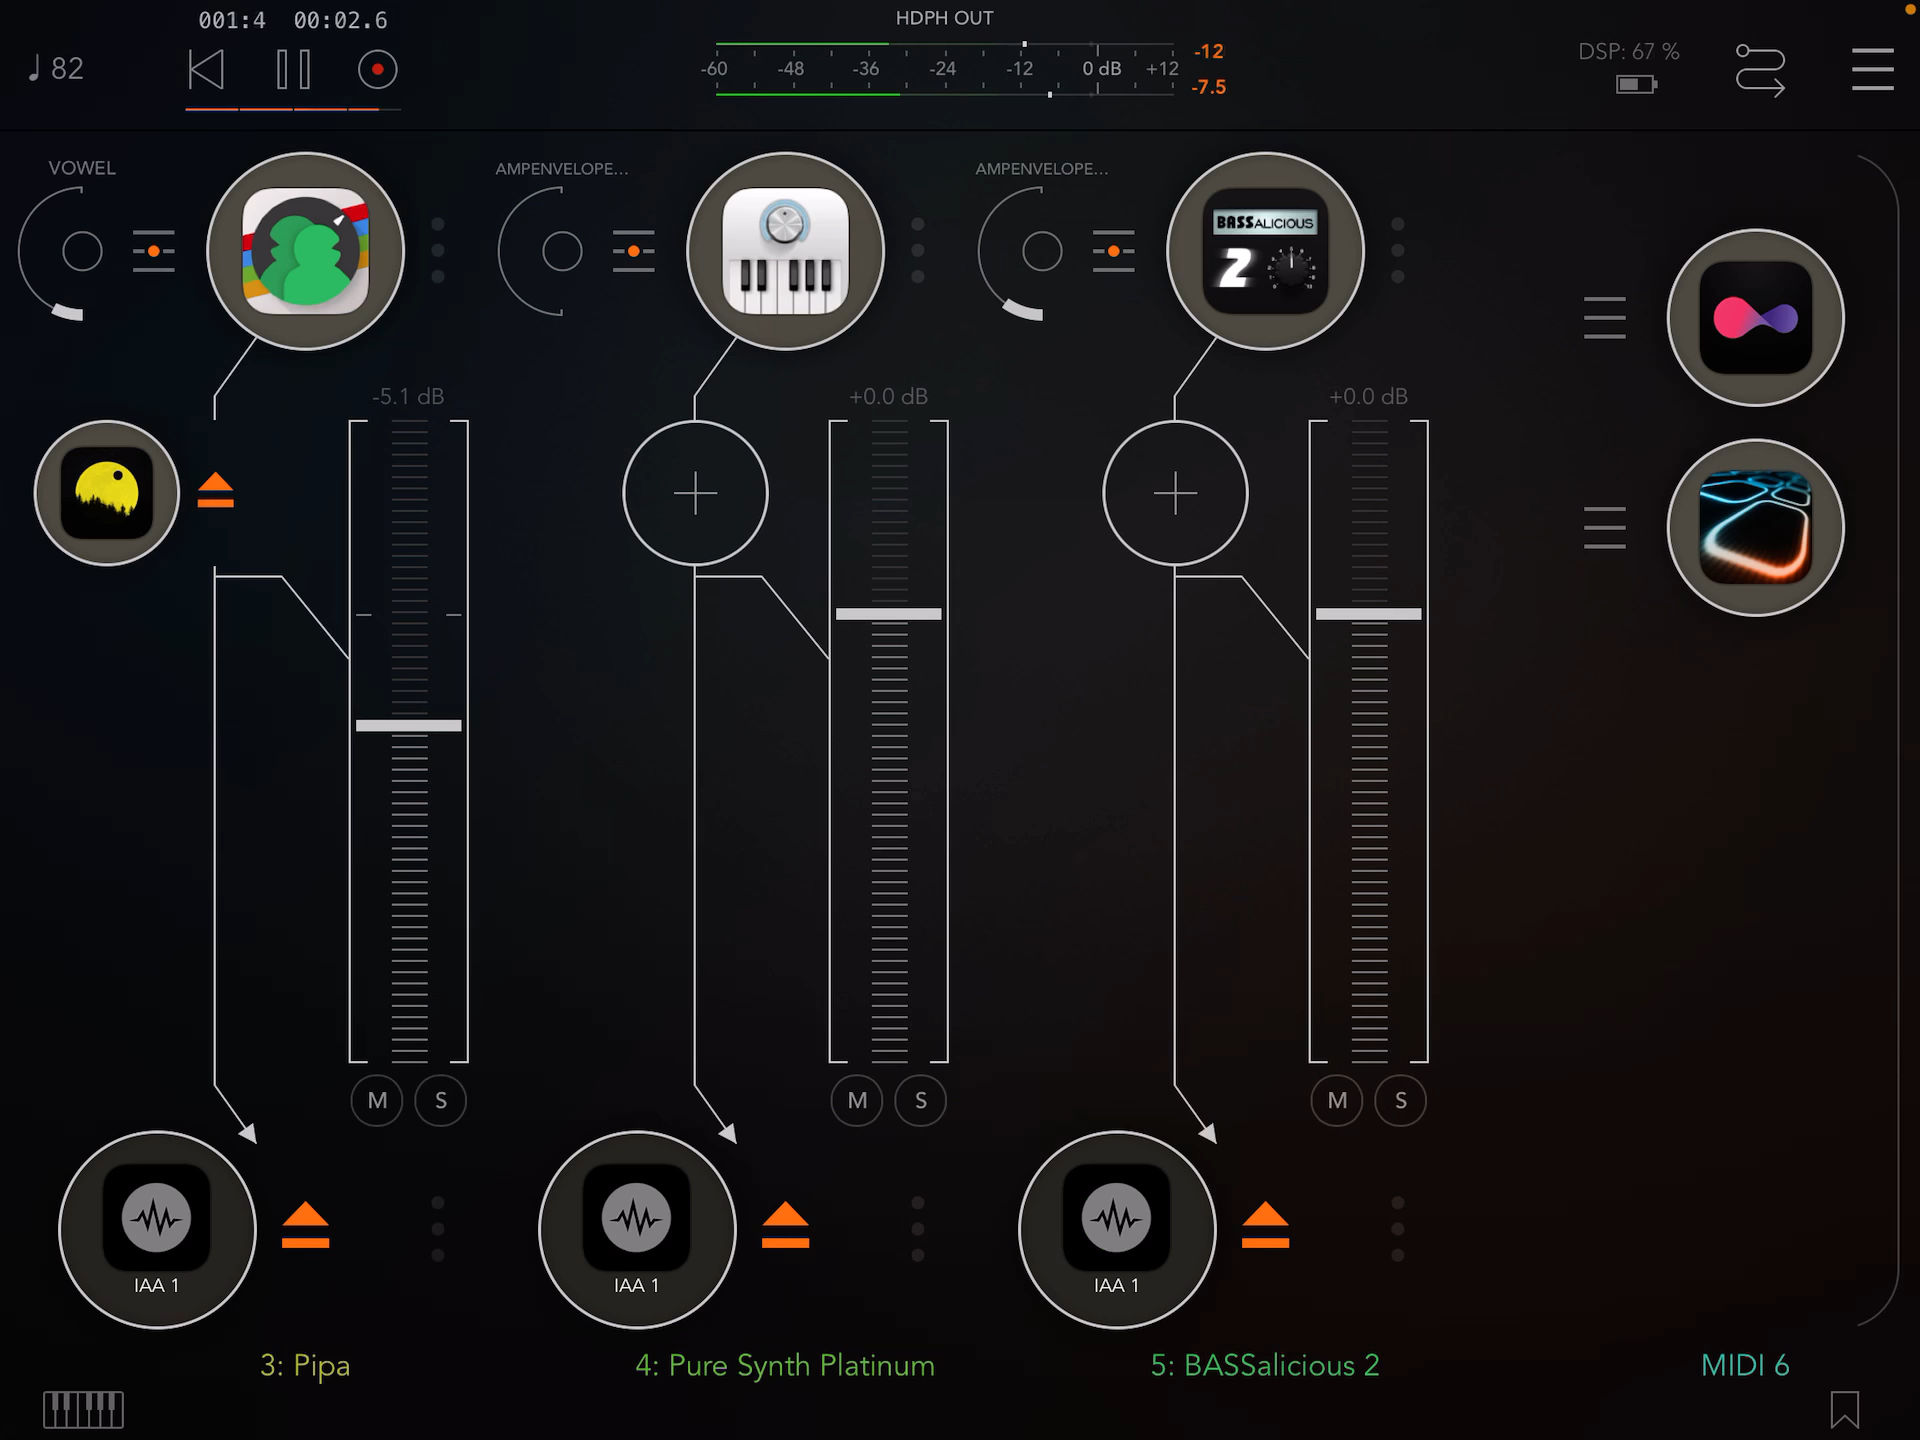 001:4 00:02.6
HDPH OUT
82
-60 -48 -36 -24 -12 0 dB +12
-12
-7.5
DSP: 67 %
VOWEL
AMPENVELOPE...
AMPENVELOPE...
BASSALICIOUS
2
-5.1 dB
+0.0 dB
+0.0 dB
M S
M S
M S
IAA 1
IAA 1
IAA 1
3: Pipa
4: Pure Synth Platinum
5: BASSalicious 2
MIDI 6